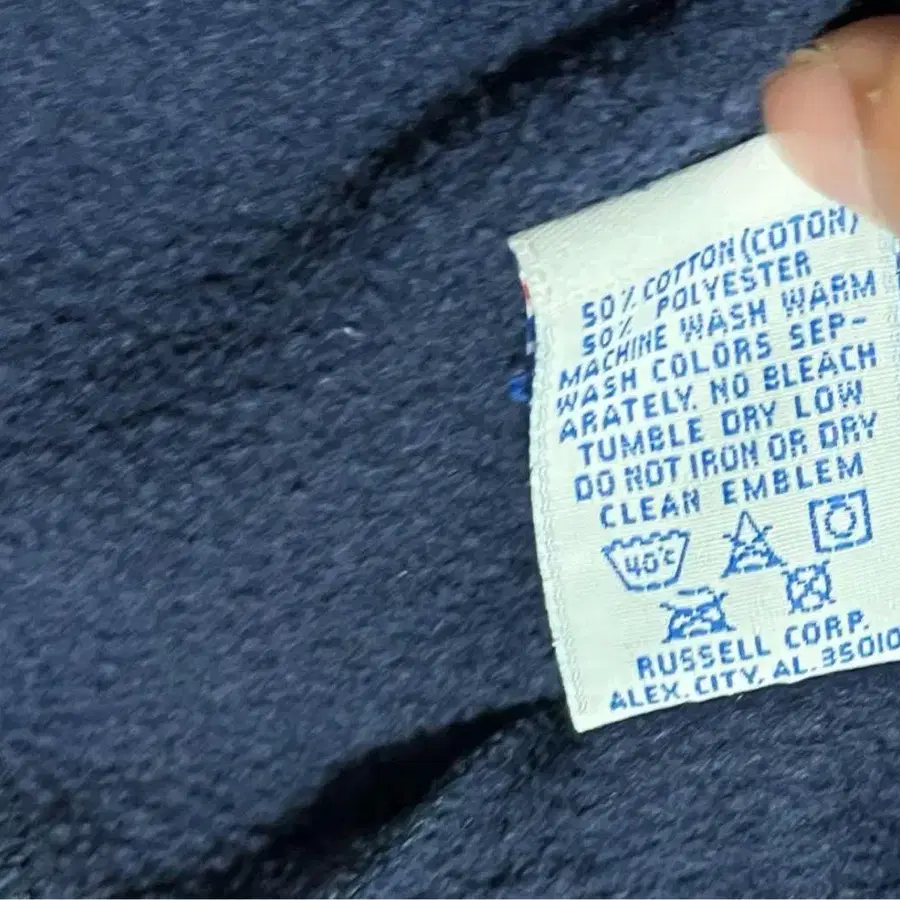 50% COTTON (COTON)
50% POLYESTER
MACHINE WASH WARM
WASH COLORS SEP-
ARATELY. NO BLEACH
TUMBLE DRY LOW
DO NOT IRON OR DRY
CLEAN EMBLEM
40°C
RUSSELL CORP.
ALEX. CITY, AL. 35010